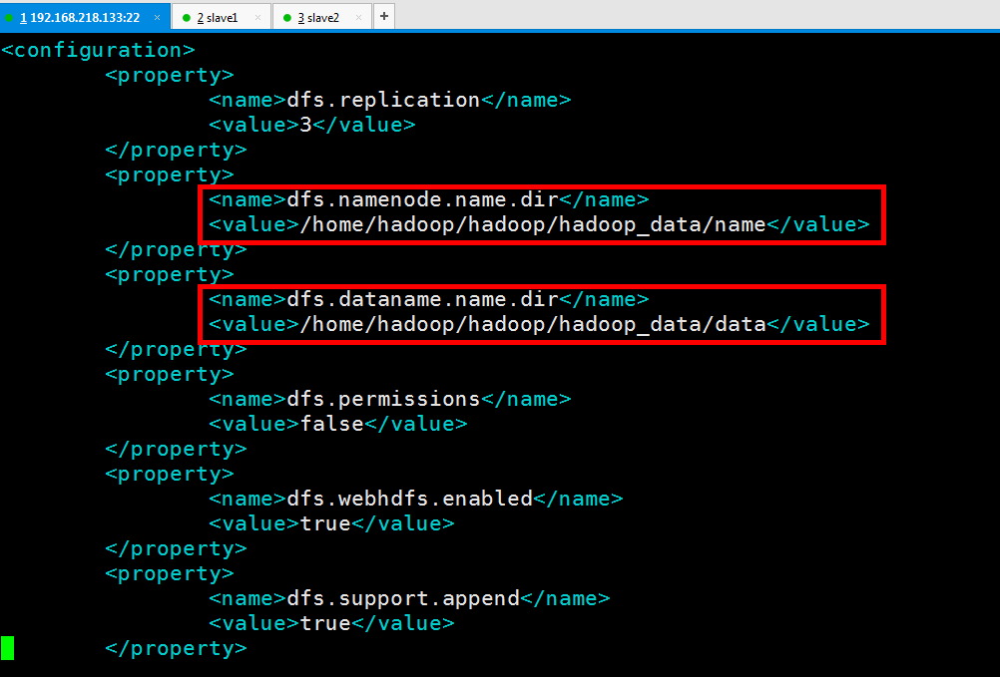 1 192.168.218.133:22 × 2 slave1 × 3 slave2 × +
<configuration>
<property>
<name>dfs.replication</name>
<value>3</value>
</property>
<property>
<name>dfs.namenode.name.dir</name>
<value>/home/hadoop/hadoop/hadoop_data/name</value>
</property>
<property>
<name>dfs.dataname.name.dir</name>
<value>/home/hadoop/hadoop/hadoop_data/data</value>
</property>
<property>
<name>dfs.permissions</name>
<value>false</value>
</property>
<property>
<name>dfs.webhdfs.enabled</name>
<value>true</value>
</property>
<property>
<name>dfs.support.append</name>
<value>true</value>
</property>